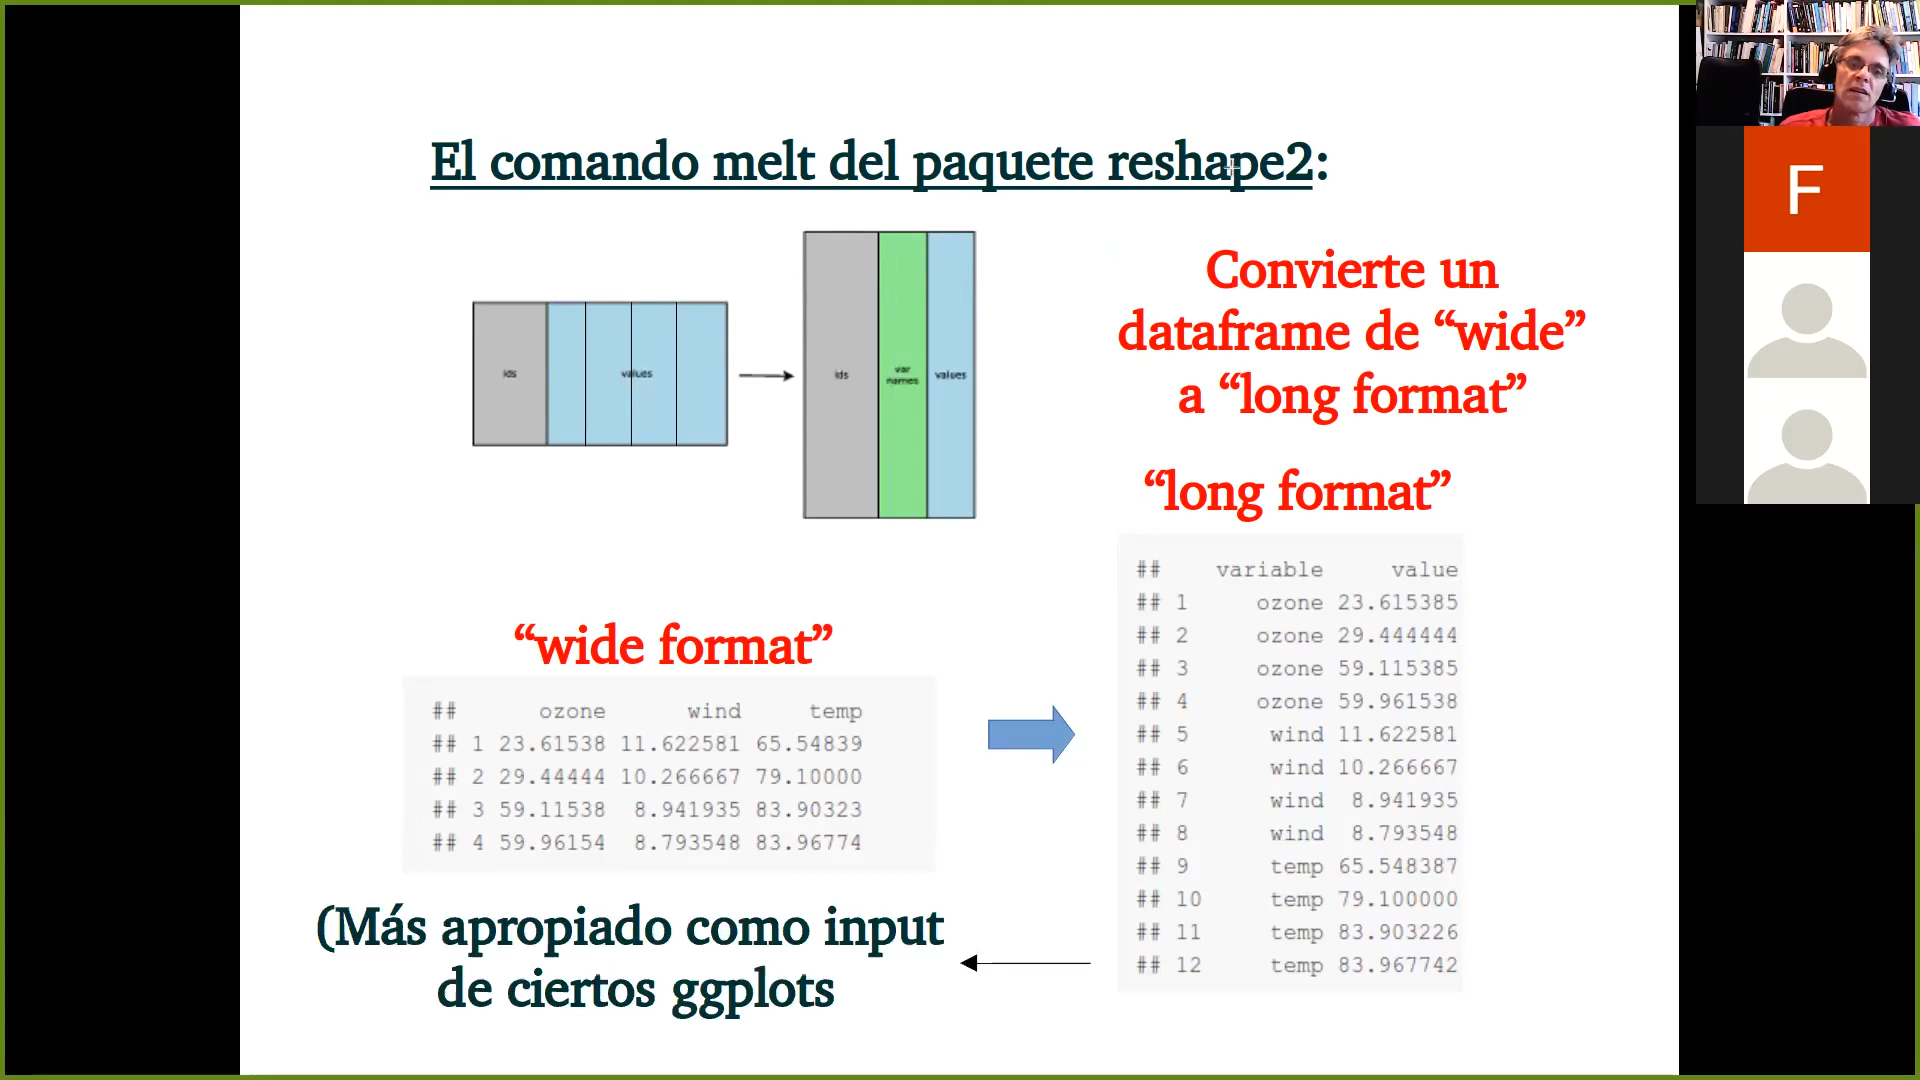 El comando melt del paquete reshape2:
ids
values
ids
var
names
values
Convierte un
dataframe de “wide”
a “long format”
“long format”
## variable value
## 1 ozone 23.615385
## 2 ozone 29.444444
## 3 ozone 59.115385
## 4 ozone 59.961538
## 5 wind 11.622581
## 6 wind 10.266667
## 7 wind 8.941935
## 8 wind 8.793548
## 9 temp 65.548387
## 10 temp 79.100000
## 11 temp 83.903226
## 12 temp 83.967742
“wide format”
## ozone wind temp
## 1 23.61538 11.622581 65.54839
## 2 29.44444 10.266667 79.10000
## 3 59.11538 8.941935 83.90323
## 4 59.96154 8.793548 83.96774
(Más apropiado como input
de ciertos ggplots
F